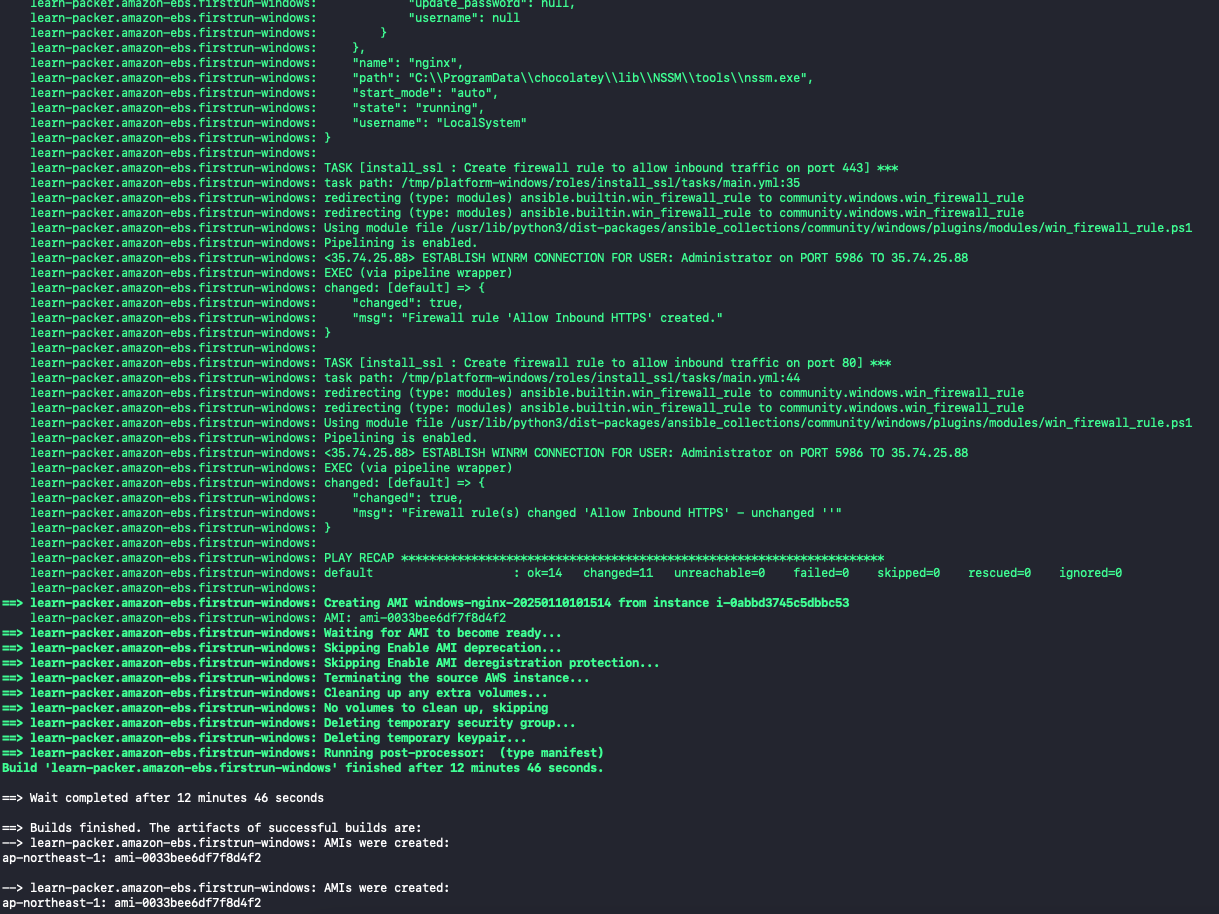 learn-packer.amazon-ebs.firstrun-windows:             "update_password": null,
learn-packer.amazon-ebs.firstrun-windows:             "username": null
learn-packer.amazon-ebs.firstrun-windows:         }
learn-packer.amazon-ebs.firstrun-windows:     },
learn-packer.amazon-ebs.firstrun-windows:     "name": "nginx",
learn-packer.amazon-ebs.firstrun-windows:     "path": "C:\\ProgramData\\chocolatey\\lib\\NSSM\\tools\\nssm.exe",
learn-packer.amazon-ebs.firstrun-windows:     "start_mode": "auto",
learn-packer.amazon-ebs.firstrun-windows:     "state": "running",
learn-packer.amazon-ebs.firstrun-windows:     "username": "LocalSystem"
learn-packer.amazon-ebs.firstrun-windows: }
learn-packer.amazon-ebs.firstrun-windows:
learn-packer.amazon-ebs.firstrun-windows: TASK [install_ssl : Create firewall rule to allow inbound traffic on port 443] ***
learn-packer.amazon-ebs.firstrun-windows: task path: /tmp/platform-windows/roles/install_ssl/tasks/main.yml:35
learn-packer.amazon-ebs.firstrun-windows: redirecting (type: modules) ansible.builtin.win_firewall_rule to community.windows.win_firewall_rule
learn-packer.amazon-ebs.firstrun-windows: redirecting (type: modules) ansible.builtin.win_firewall_rule to community.windows.win_firewall_rule
learn-packer.amazon-ebs.firstrun-windows: Using module file /usr/lib/python3/dist-packages/ansible_collections/community/windows/plugins/modules/win_firewall_rule.ps1
learn-packer.amazon-ebs.firstrun-windows: Pipelining is enabled.
learn-packer.amazon-ebs.firstrun-windows: <35.74.25.88> ESTABLISH WINRM CONNECTION FOR USER: Administrator on PORT 5986 TO 35.74.25.88
learn-packer.amazon-ebs.firstrun-windows: EXEC (via pipeline wrapper)
learn-packer.amazon-ebs.firstrun-windows: changed: [default] => {
learn-packer.amazon-ebs.firstrun-windows:     "changed": true,
learn-packer.amazon-ebs.firstrun-windows:     "msg": "Firewall rule 'Allow Inbound HTTPS' created."
learn-packer.amazon-ebs.firstrun-windows: }
learn-packer.amazon-ebs.firstrun-windows:
learn-packer.amazon-ebs.firstrun-windows: TASK [install_ssl : Create firewall rule to allow inbound traffic on port 80] ***
learn-packer.amazon-ebs.firstrun-windows: task path: /tmp/platform-windows/roles/install_ssl/tasks/main.yml:44
learn-packer.amazon-ebs.firstrun-windows: redirecting (type: modules) ansible.builtin.win_firewall_rule to community.windows.win_firewall_rule
learn-packer.amazon-ebs.firstrun-windows: redirecting (type: modules) ansible.builtin.win_firewall_rule to community.windows.win_firewall_rule
learn-packer.amazon-ebs.firstrun-windows: Using module file /usr/lib/python3/dist-packages/ansible_collections/community/windows/plugins/modules/win_firewall_rule.ps1
learn-packer.amazon-ebs.firstrun-windows: Pipelining is enabled.
learn-packer.amazon-ebs.firstrun-windows: <35.74.25.88> ESTABLISH WINRM CONNECTION FOR USER: Administrator on PORT 5986 TO 35.74.25.88
learn-packer.amazon-ebs.firstrun-windows: EXEC (via pipeline wrapper)
learn-packer.amazon-ebs.firstrun-windows: changed: [default] => {
learn-packer.amazon-ebs.firstrun-windows:     "changed": true,
learn-packer.amazon-ebs.firstrun-windows:     "msg": "Firewall rule(s) changed 'Allow Inbound HTTPS' - unchanged ''"
learn-packer.amazon-ebs.firstrun-windows: }
learn-packer.amazon-ebs.firstrun-windows:
learn-packer.amazon-ebs.firstrun-windows: PLAY RECAP *********************************************************************
learn-packer.amazon-ebs.firstrun-windows: default                    : ok=14   changed=11   unreachable=0    failed=0    skipped=0    rescued=0    ignored=0
learn-packer.amazon-ebs.firstrun-windows:
==> learn-packer.amazon-ebs.firstrun-windows: Creating AMI windows-nginx-20250110101514 from instance i-0abbd3745c5dbbc53
learn-packer.amazon-ebs.firstrun-windows: AMI: ami-0033bee6df7f8d4f2
==> learn-packer.amazon-ebs.firstrun-windows: Waiting for AMI to become ready...
==> learn-packer.amazon-ebs.firstrun-windows: Skipping Enable AMI deprecation...
==> learn-packer.amazon-ebs.firstrun-windows: Skipping Enable AMI deregistration protection...
==> learn-packer.amazon-ebs.firstrun-windows: Terminating the source AWS instance...
==> learn-packer.amazon-ebs.firstrun-windows: Cleaning up any extra volumes...
==> learn-packer.amazon-ebs.firstrun-windows: No volumes to clean up, skipping
==> learn-packer.amazon-ebs.firstrun-windows: Deleting temporary security group...
==> learn-packer.amazon-ebs.firstrun-windows: Deleting temporary keypair...
==> learn-packer.amazon-ebs.firstrun-windows: Running post-processor:  (type manifest)
Build 'learn-packer.amazon-ebs.firstrun-windows' finished after 12 minutes 46 seconds.
==> Wait completed after 12 minutes 46 seconds
==> Builds finished. The artifacts of successful builds are:
--> learn-packer.amazon-ebs.firstrun-windows: AMIs were created:
ap-northeast-1: ami-0033bee6df7f8d4f2
--> learn-packer.amazon-ebs.firstrun-windows: AMIs were created:
ap-northeast-1: ami-0033bee6df7f8d4f2